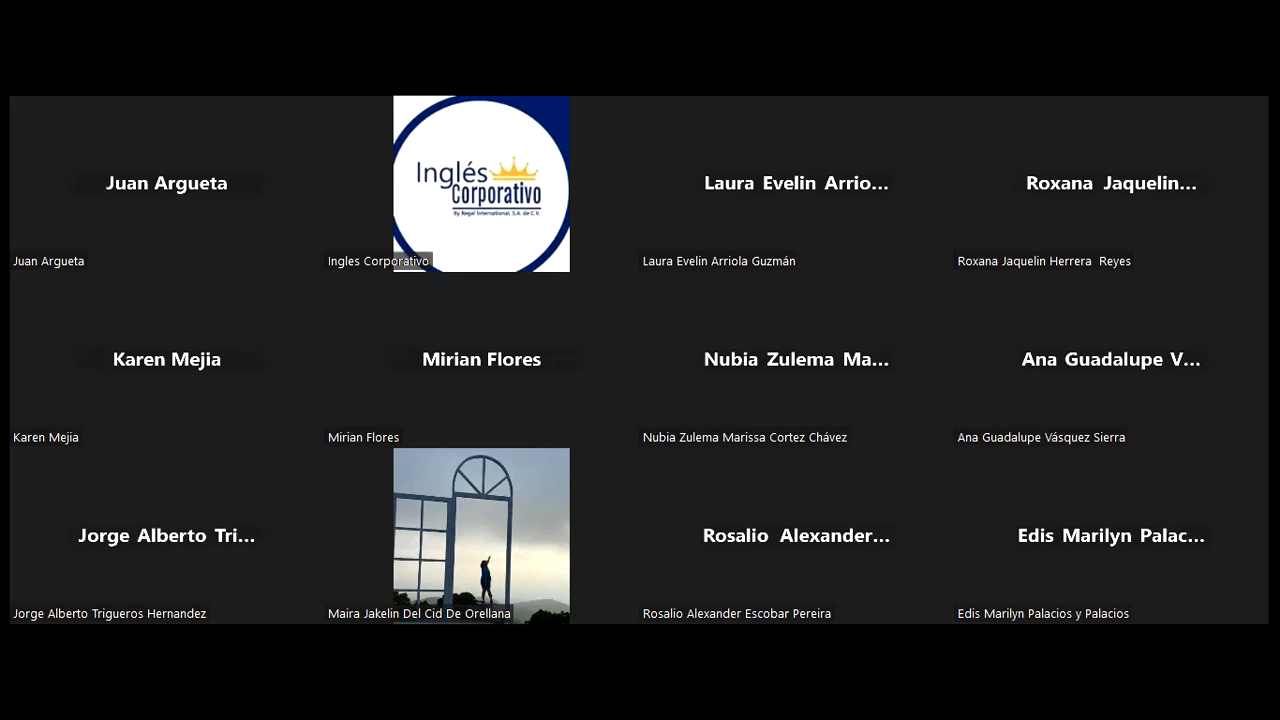 Juan Argueta
Juan Argueta
Inglés
Corporativo
By Regal International, S.A. de C.V.
Ingles Corporativo
Laura Evelin Arrio...
Laura Evelin Arriola Guzmán
Roxana Jaquelin...
Roxana Jaquelin Herrera Reyes
Karen Mejia
Karen Mejia
Mirian Flores
Mirian Flores
Nubia Zulema Ma...
Nubia Zulema Marissa Cortez Chávez
Ana Guadalupe V...
Ana Guadalupe Vásquez Sierra
Jorge Alberto Tri...
Jorge Alberto Trigueros Hernandez
Maira Jakelin Del Cid De Orellana
Rosalio Alexander...
Rosalio Alexander Escobar Pereira
Edis Marilyn Palac...
Edis Marilyn Palacios y Palacios